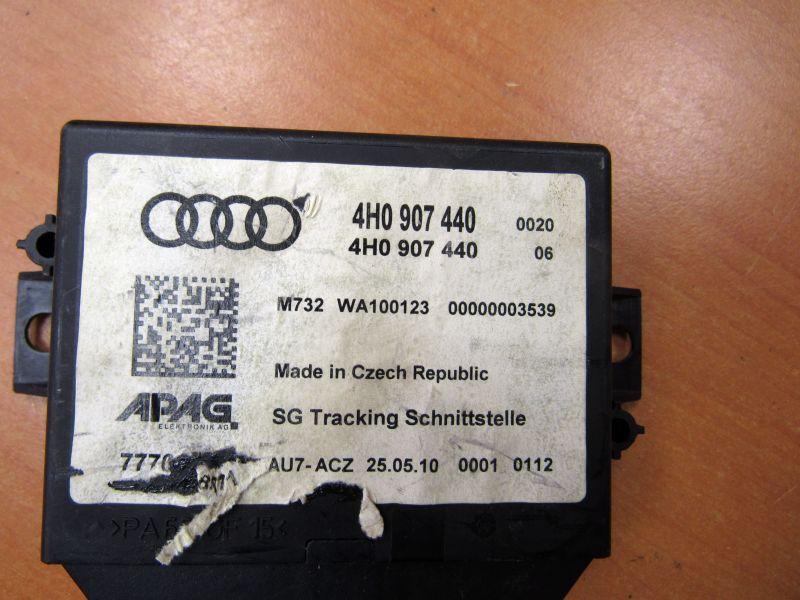 4H0 907 440 0020
4H0 907 440 06
M732 WA100123 00000003539
Made in Czech Republic
APAG
ELEKTRONIK AG
SG Tracking Schnittstelle
AU7-ACZ 25.05.10 0001 0112